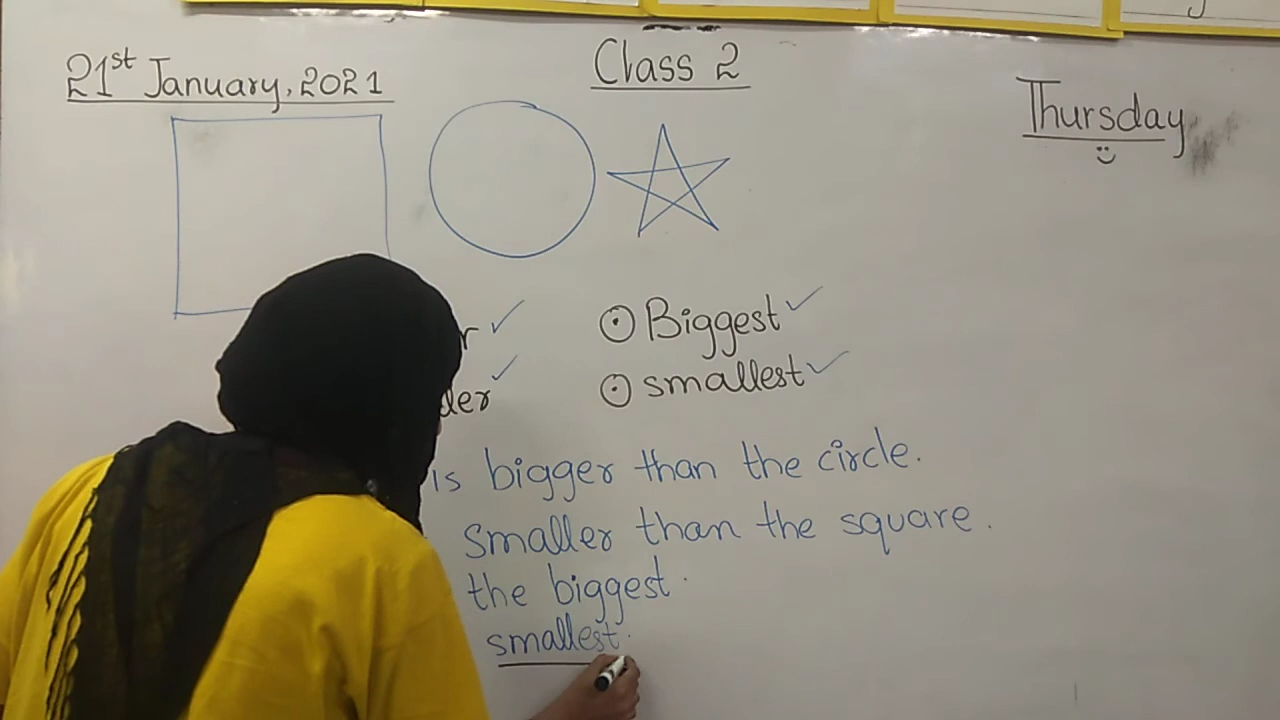 21st January, 2021
Class 2
Thursday
Biggest
smallest
is bigger than the circle.
smaller than the square.
the biggest.
smallest.